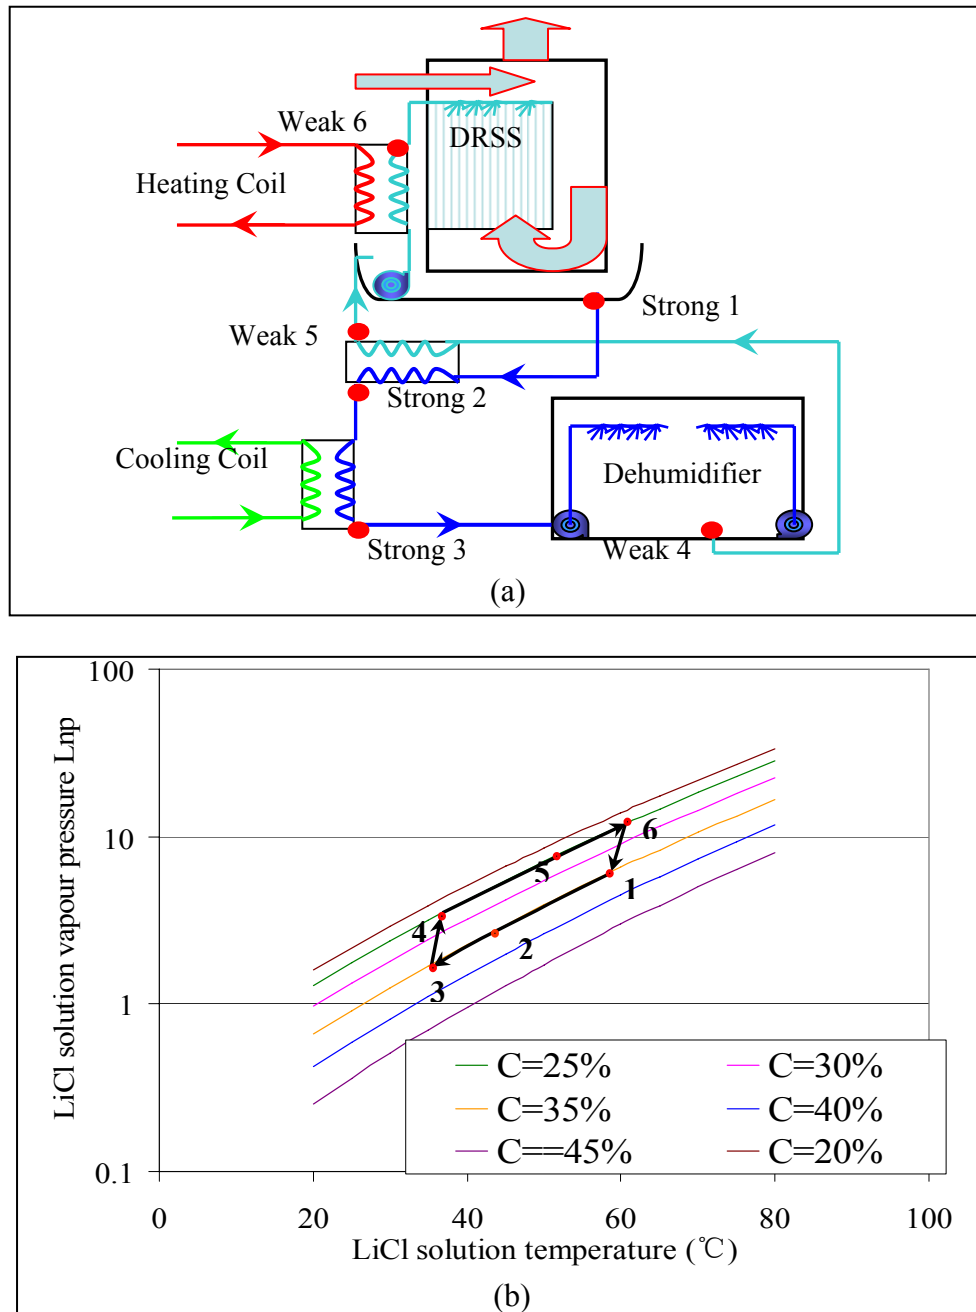 Weak 6
DRSS
Heating Coil
Strong 1
Weak 5
Strong 2
Cooling Coil
Dehumidifier
Strong 3
Weak 4
(a)
100
10
1
0.1
LiCl solution vapour pressure Lnp
6
5
1
4
2
3
C=25%
C=30%
C=35%
C=40%
C==45%
C=20%
0
20
40
60
80
100
LiCl solution temperature (℃)
(b)